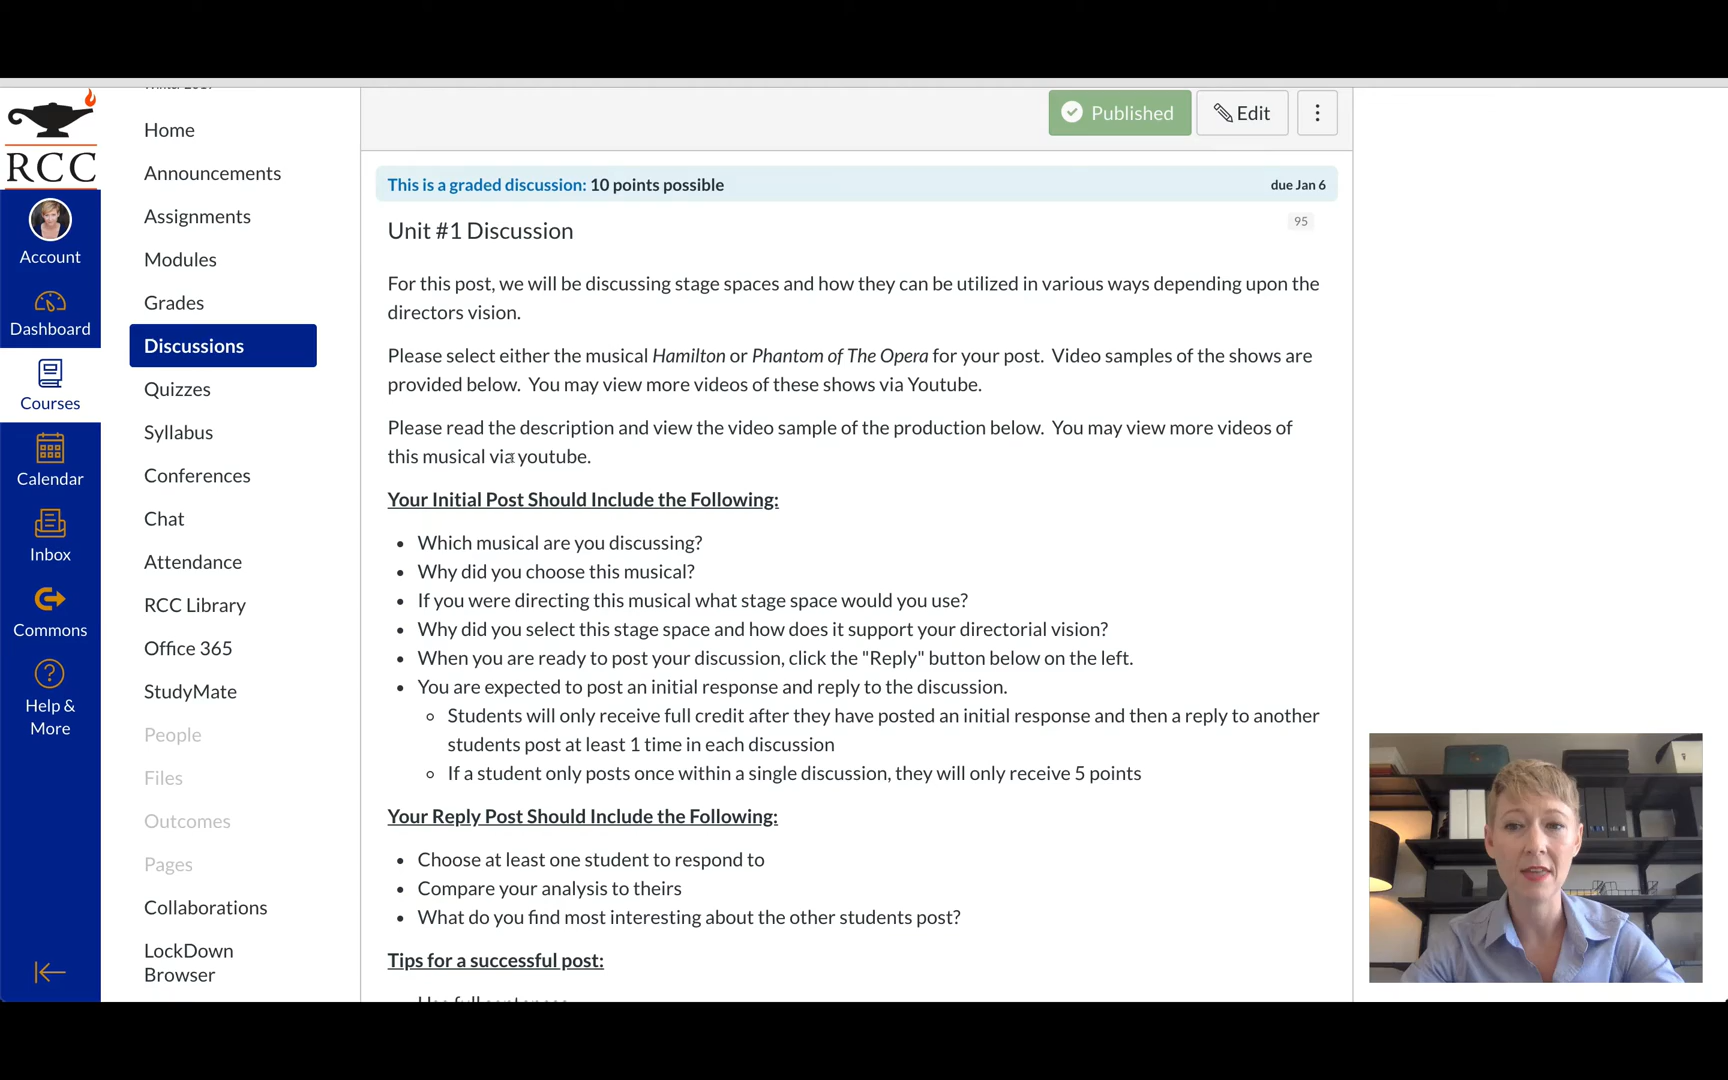 RCC
Account
Dashboard
Courses
Calendar
Inbox
Commons
Help &
More
Home
Announcements
Assignments
Modules
Grades
Discussions
Quizzes
Syllabus
Conferences
Chat
Attendance
RCC Library
Office 365
StudyMate
People
Files
Outcomes
Pages
Collaborations
LockDown
Browser
Published
Edit
This is a graded discussion: 10 points possible
due Jan 6
Unit #1 Discussion
95
For this post, we will be discussing stage spaces and how they can be utilized in various ways depending upon the
directors vision.
Please select either the musical Hamilton or Phantom of The Opera for your post. Video samples of the shows are
provided below. You may view more videos of these shows via Youtube.
Please read the description and view the video sample of the production below. You may view more videos of
this musical via youtube.
Your Initial Post Should Include the Following:
• Which musical are you discussing?
• Why did you choose this musical?
• If you were directing this musical what stage space would you use?
• Why did you select this stage space and how does it support your directorial vision?
• When you are ready to post your discussion, click the "Reply" button below on the left.
• You are expected to post an initial response and reply to the discussion.
◦ Students will only receive full credit after they have posted an initial response and then a reply to another
students post at least 1 time in each discussion
◦ If a student only posts once within a single discussion, they will only receive 5 points
Your Reply Post Should Include the Following:
• Choose at least one student to respond to
• Compare your analysis to theirs
• What do you find most interesting about the other students post?
Tips for a successful post:
Use full sentences